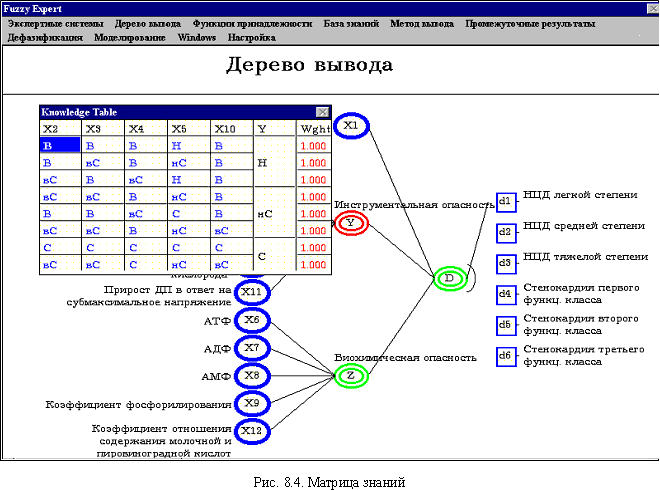 Fuzzy Expert
Экспертные системы Дерево вывода Функции принадлежности База знаний Метод вывода Промежуточные результаты
Дефазификация Моделирование Windows Настройка
Дерево вывода
Knowledge Table
X2 X3 X4 X5 X10 Y Wght
В В В Н В 1.000
В вС В нС В Н 1.000
вС В В Н В 1.000
вС вС В нС В 1.000
В В вС С В нС 1.000
вС вС В нС вС 1.000
С С С С С С 1.000
вС вС С нС вС 1.000
X1
Инструментальная опасность
Y
D
d1 НЦД легкой степени
d2 НЦД средней степени
d3 НЦД тяжелой степени
d4 Стенокардия первого
функц. класса
d5 Стенокардия второго
функц. класса
d6 Стенокардия третьего
функц. класса
кислорода
Прирост ДП в ответ на
субмаксимальное напряжение
X11
АТФ X6
АДФ X7
АМФ X8
Коэффициент фосфорилирования X9
Коэффициент отношения
содержания молочной и
пировиноградной кислот
X12
Биохимическая опасность
Z
Рис. 8.4. Матрица знаний